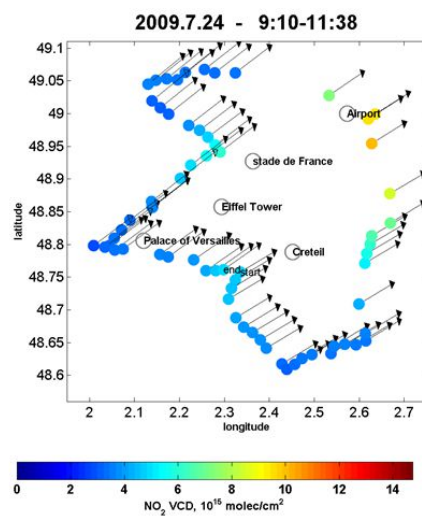 2009.7.24 - 9:10-11:38
49.1
49.05
49
48.95
48.9
48.85
48.8
48.75
48.7
48.65
48.6
latitude
Airport
stade de France
Eiffel Tower
Palace of Versailles
Creteil
end
start
2 2.1 2.2 2.3 2.4 2.5 2.6 2.7
longitude
0 2 4 6 8 10 12 14
NO2 VCD, 10^15 molec/cm^2